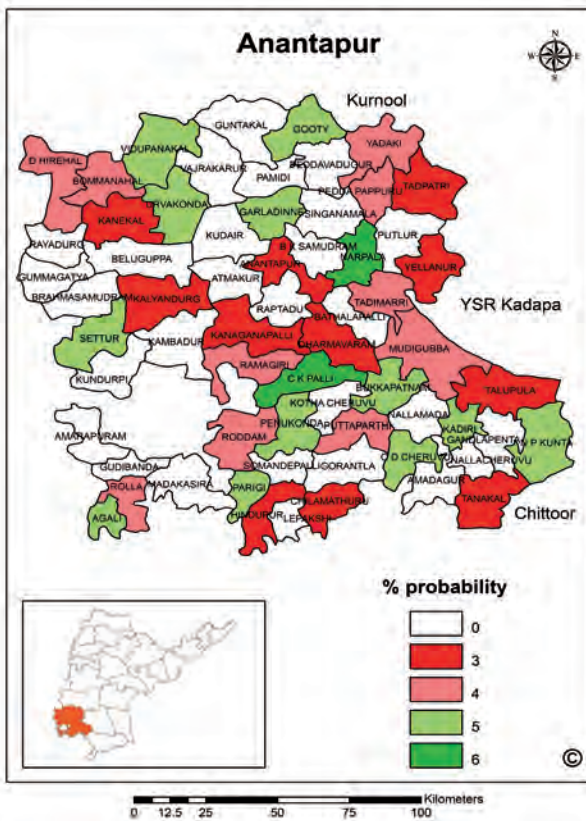 Anantapur
N
W E
S
Kurnool
GUNTAKAL
GOOTY
VIDUPANAKAL
YADAKI
D HIREHAL
VAJRAKARUR
PEDDAVADUGUR
BOMMANAHAL
PAMIDI
PEDDA PAPPURU
TADPATRI
URVAKONDA
GARLADINNE
SINGANAMALA
KANEKAL
KUDAIR
PUTLUR
RAYADURG
B K SAMUDRAM
NARPALA
BELUGUPPA
ANANTAPUR
YELLANUR
GUMMAGATYA
ATMAKUR
BRAHMASAMUDRAM
KALYANDURG
RAPTADU
TADIMARRI
YSR Kadapa
BATHALAPALLI
SETTUR
KAMBADUR
KANAGANAPALLI
DHARMAVARAM
MUDIGUBBA
RAMAGIRI
KUNDURPI
C K PALLI
BUKKAPATNAM
TALUPULA
KOTHA CHERUVU
NALLAMADA
AMARAPURAM
RODDAM
PENUKONDA
PUTTAPARTHI
KADIRI
GANDLAPENTA
N P KUNTA
GUDIBANDA
SOMANDEPALLI
GORANTLA
O D CHERUVU
NALLACHERUVU
ROLLA
MADAKASIRA
PARIGI
AMADAGUR
AGALI
HINDUPUR
CHILAMATHURU
LEPAKSHI
TANAKAL
Chittoor
% probability
0
3
4
5
6
©
0 12.5 25 50 75 100
Kilometers